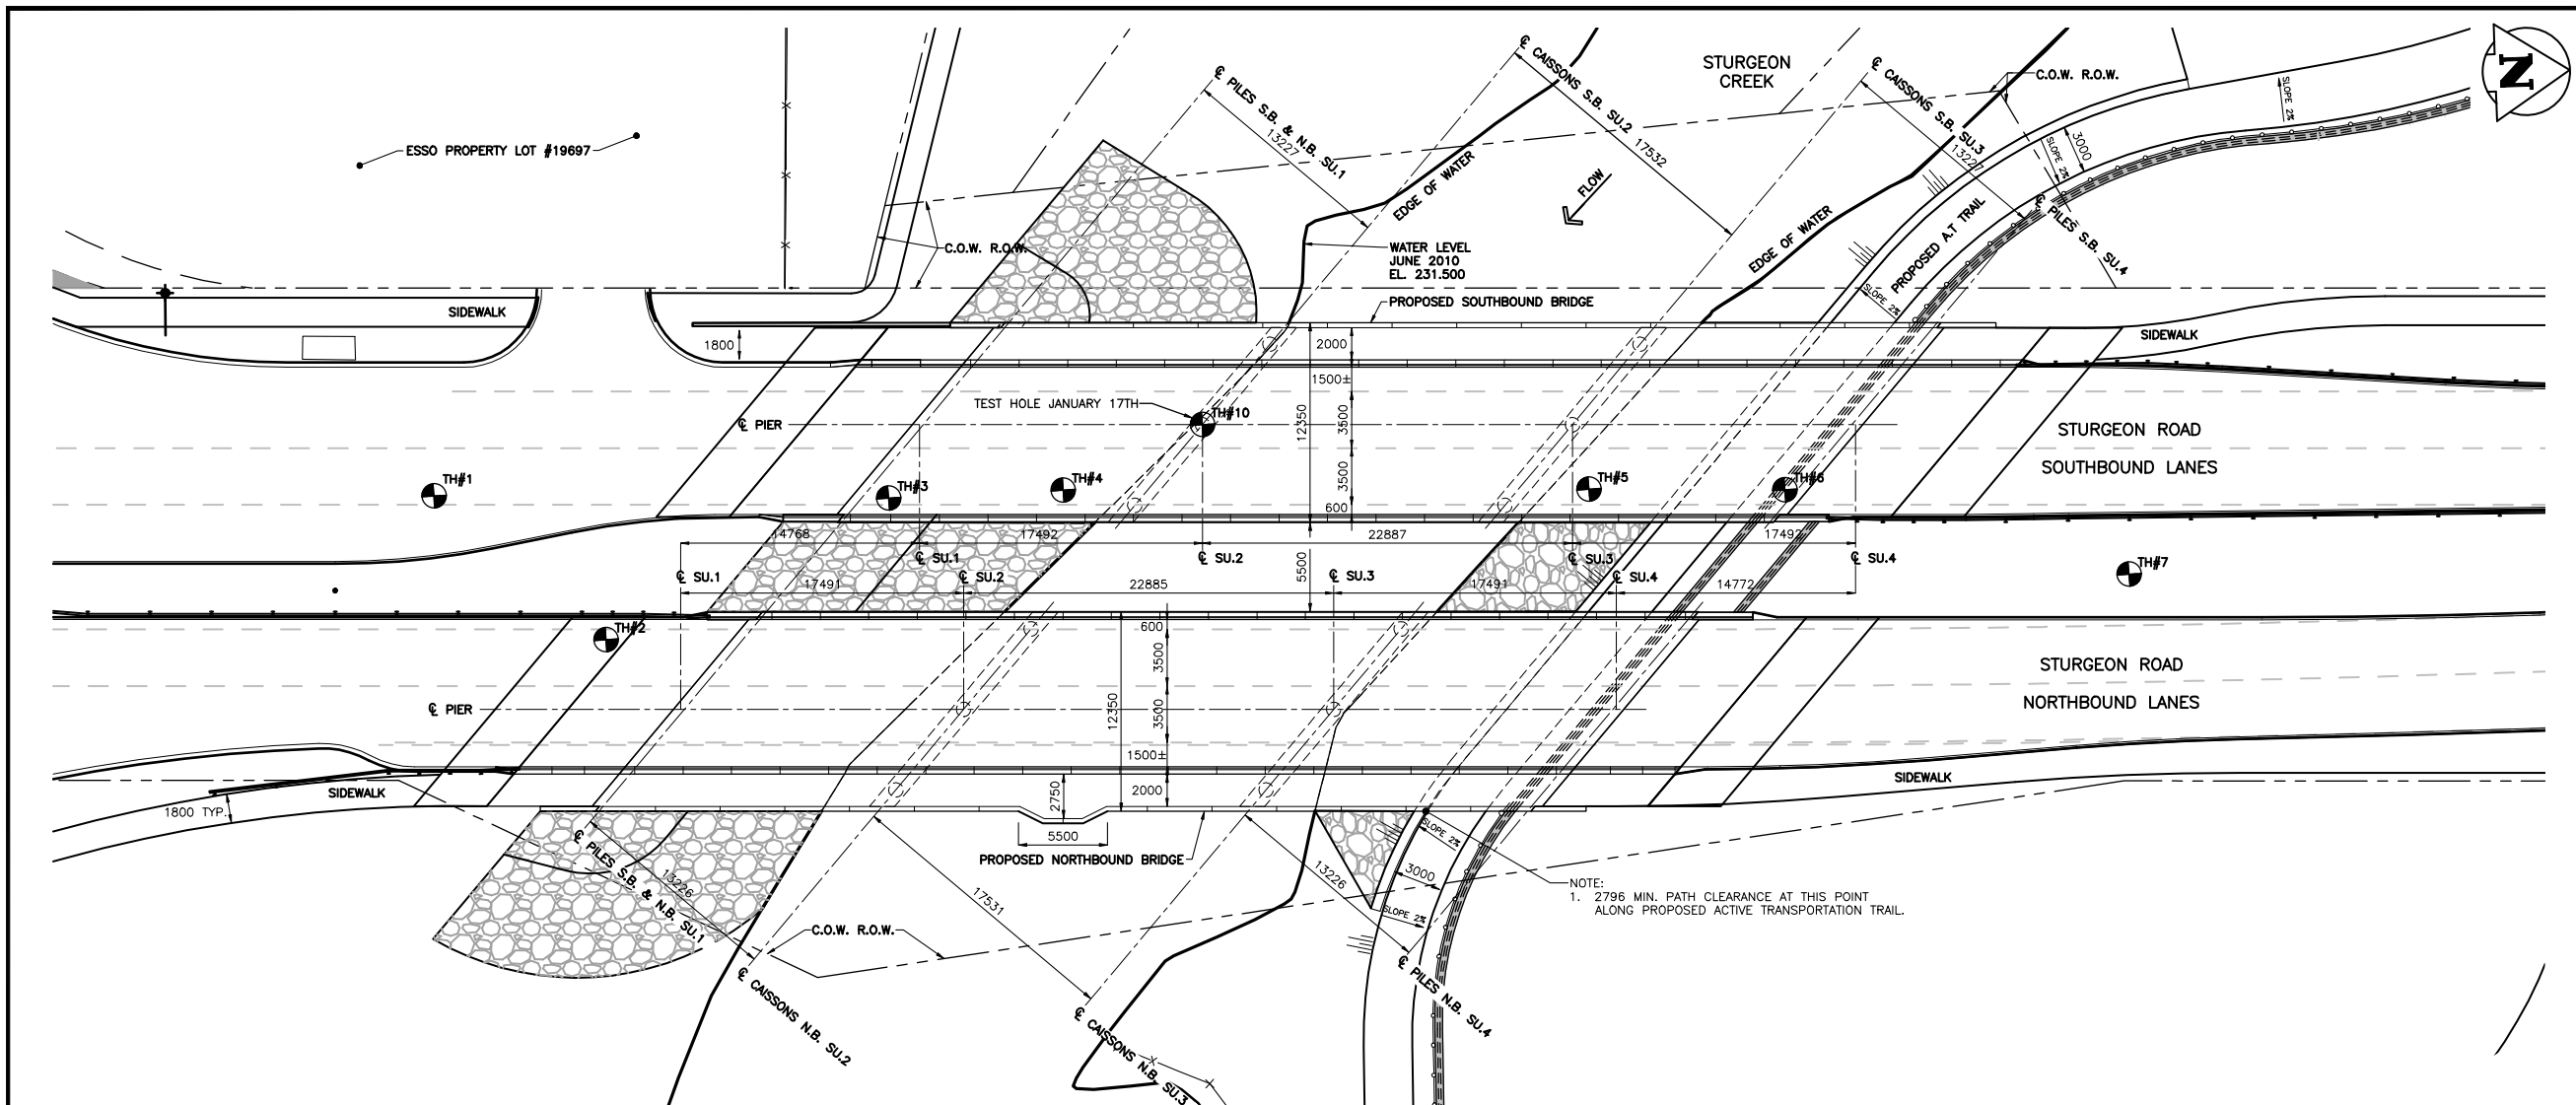 STURGEON
CREEK
N
℄ CAISSONS S.B. SU.2
℄ CAISSONS S.B. SU.3
C.O.W. R.O.W.
SLOPE 2%
℄ PILES S.B. & N.B. SU.1
13227
17532
13227
3000
SLOPE 2%
ESSO PROPERTY LOT #19697
EDGE OF WATER
FLOW
EDGE OF WATER
PROPOSED A.T TRAIL
℄ PILES S.B. SU.4
C.O.W. R.O.W.
WATER LEVEL
JUNE 2010
EL. 231.500
SLOPE 2%
PROPOSED SOUTHBOUND BRIDGE
SIDEWALK
SIDEWALK
1800
2000
1500±
12350
3500
3500
600
TEST HOLE JANUARY 17TH
TH#10
℄ PIER
STURGEON ROAD
SOUTHBOUND LANES
TH#1
TH#3
TH#4
TH#5
TH#6
14768
17492
22887
17492
℄ SU.1
℄ SU.2
℄ SU.3
℄ SU.4
TH#7
5500
℄ SU.1
℄ SU.2
℄ SU.3
℄ SU.4
17491
22885
17491
14772
TH#2
600
3500
12350
3500
1500±
2000
STURGEON ROAD
NORTHBOUND LANES
℄ PIER
SIDEWALK
SIDEWALK
1800 TYP.
2750
5500
PROPOSED NORTHBOUND BRIDGE
SLOPE 2%
3000
SLOPE 2%
NOTE:
1. 2796 MIN. PATH CLEARANCE AT THIS POINT
ALONG PROPOSED ACTIVE TRANSPORTATION TRAIL.
℄ PILES S.B. & N.B. SU.1
13226
17531
13226
C.O.W. R.O.W.
℄ CAISSONS N.B. SU.2
℄ CAISSONS N.B. SU.3
℄ PILES N.B. SU.4